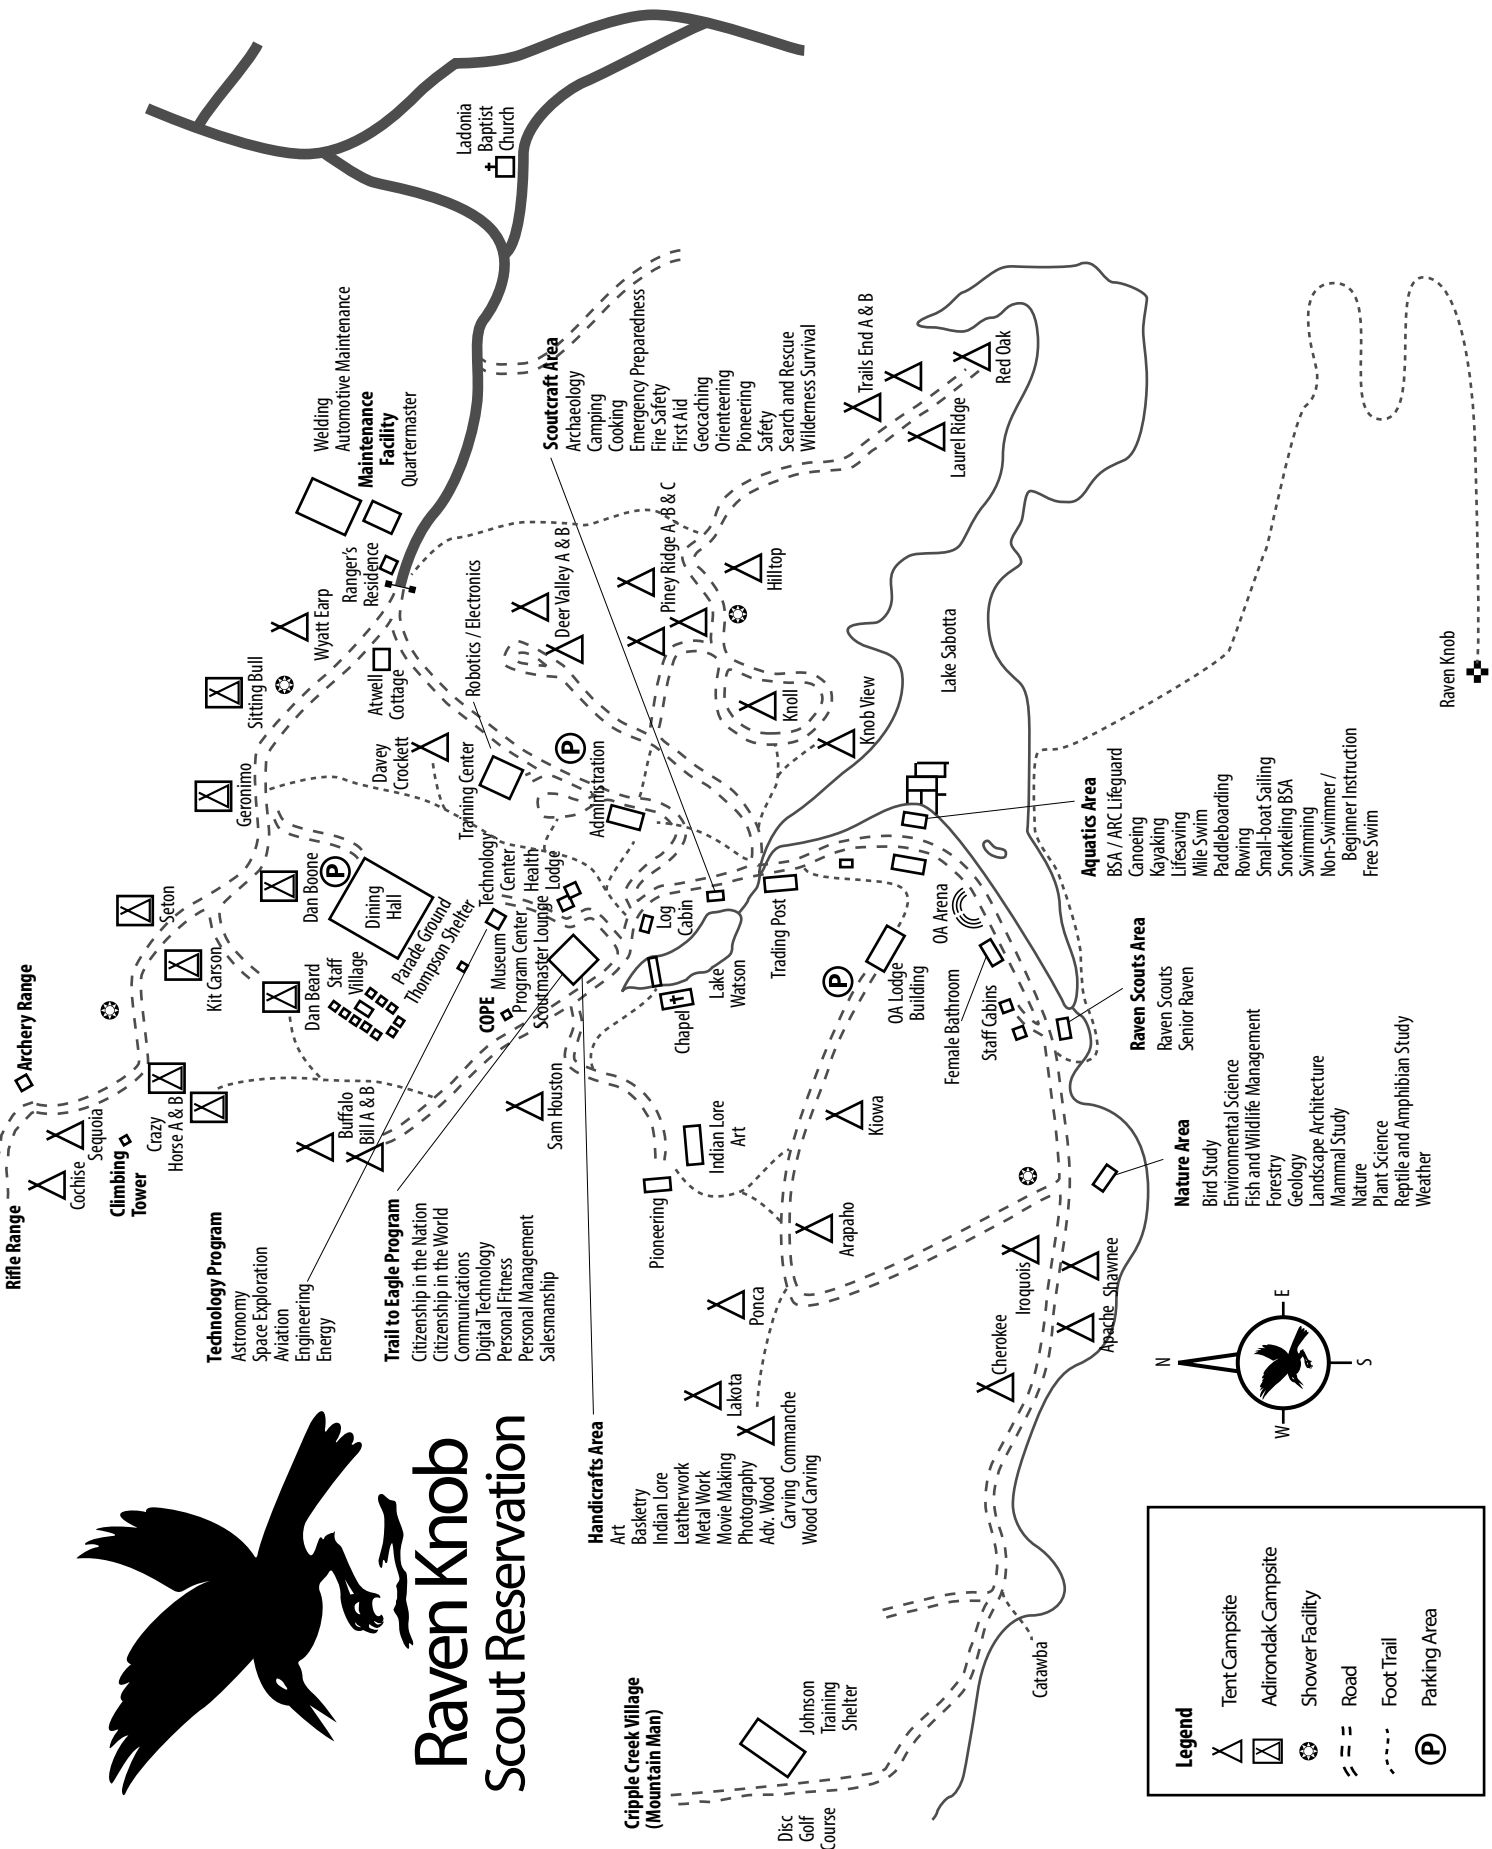 Raven Knob
Scout Reservation
Rifle Range
Archery Range
Cochise
Sequoia
Climbing
Tower
Crazy
Horse A & B
Kit Carson
Seton
Dan Beard
Dan Boone
P
Geronimo
Sitting Bull
Wyatt Earp
Ranger's
Residence
Welding
Automotive Maintenance
Maintenance
Facility
Quartermaster
Ladonia
Baptist
Church
Atwell
Cottage
Davey
Crockett
Dining
Hall
Staff
Village
Parade Ground
Thompson Shelter
Buffalo
Bill A & B
Training Center
Robotics / Electronics
Technology
Center
Health
Lodge
Museum
Program Center
Scoutmaster Lounge
COPE
Sam Houston
P
Administration
Deer Valley A & B
Piney Ridge A, B & C
Hilltop
Knoll
Knob View
Log
Cabin
Lake
Watson
Chapel
Trading Post
Technology Program
Astronomy
Space Exploration
Aviation
Engineering
Energy
Trail to Eagle Program
Citizenship in the Nation
Citizenship in the World
Communications
Digital Technology
Personal Fitness
Personal Management
Salesmanship
Scoutcraft Area
Archaeology
Camping
Cooking
Emergency Preparedness
Fire Safety
First Aid
Geocaching
Orienteering
Pioneering
Safety
Search and Rescue
Wilderness Survival
Trails End A & B
Laurel Ridge
Red Oak
Lake Sabotta
Raven Knob
Handicrafts Area
Art
Basketry
Indian Lore
Leatherwork
Metal Work
Movie Making
Photography
Adv. Wood
Carving
Wood Carving
Commanche
Lakota
Ponca
Pioneering
Indian Lore
Art
Arapaho
Kiowa
P
OA Lodge
Building
OA Arena
Female Bathroom
Staff Cabins
Aquatics Area
BSA / ARC Lifeguard
Canoeing
Kayaking
Lifesaving
Mile Swim
Paddleboarding
Rowing
Small-boat Sailing
Snorkeling BSA
Swimming
Non-Swimmer /
Beginner Instruction
Free Swim
Raven Scouts Area
Raven Scouts
Senior Raven
Nature Area
Bird Study
Environmental Science
Fish and Wildlife Management
Forestry
Geology
Landscape Architecture
Mammal Study
Nature
Plant Science
Reptile and Amphibian Study
Weather
Cherokee
Iroquois
Apache
Shawnee
Catawba
Cripple Creek Village
(Mountain Man)
Johnson
Training
Shelter
Disc
Golf
Course
N
W
E
S
Legend
Tent Campsite
Adirondak Campsite
Shower Facility
Road
Foot Trail
P
Parking Area